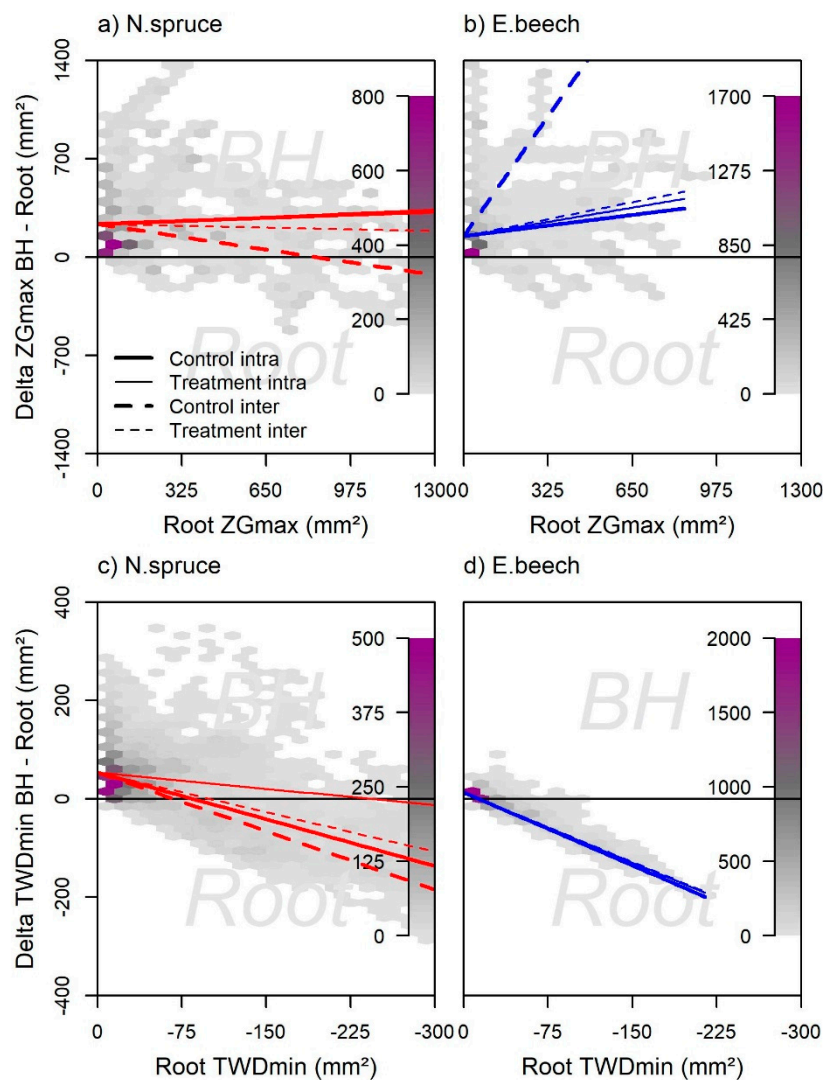 a) N.spruce
b) E.beech
Delta ZGmax BH - Root (mm²)
1400
700
0
-700
-1400
BH
Root
800
600
400
200
0
Control intra
Treatment intra
Control inter
Treatment inter
BH
Root
1700
1275
850
425
0
0 325 650 975 1300
0 325 650 975 1300
Root ZGmax (mm²)
Root ZGmax (mm²)
c) N.spruce
d) E.beech
Delta TWDmin BH - Root (mm²)
400
200
0
-200
-400
BH
Root
500
375
250
125
0
BH
Root
2000
1500
1000
500
0
0 -75 -150 -225 -300
0 -75 -150 -225 -300
Root TWDmin (mm²)
Root TWDmin (mm²)